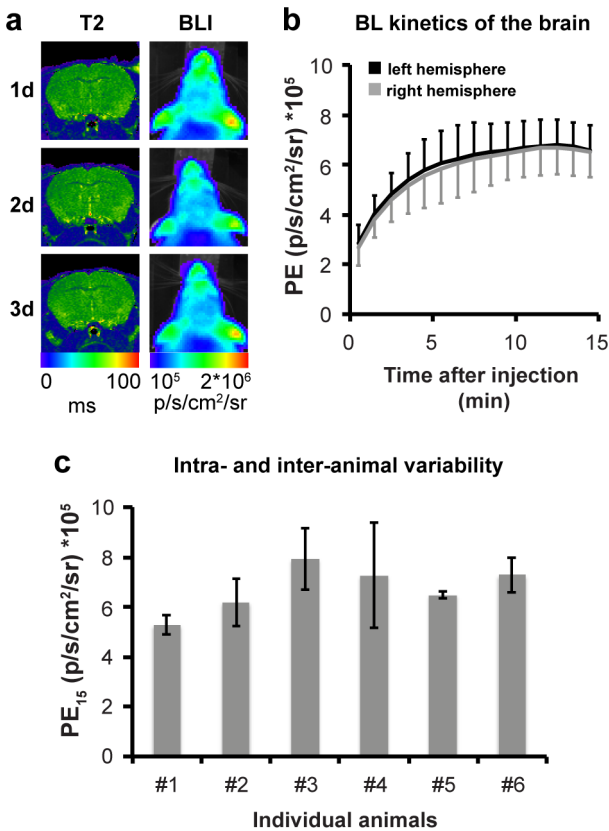 a
T2 BLI
1d
2d
3d
0 100
ms
10⁵ 2*10⁶
p/s/cm²/sr
b BL kinetics of the brain
left hemisphere
right hemisphere
PE (p/s/cm²/sr) *10⁵
10
8
6
4
2
0
0 5 10 15
Time after injection
(min)
c Intra- and inter-animal variability
PE₁₅ (p/s/cm²/sr) *10⁵
10
8
6
4
2
0
#1 #2 #3 #4 #5 #6
Individual animals